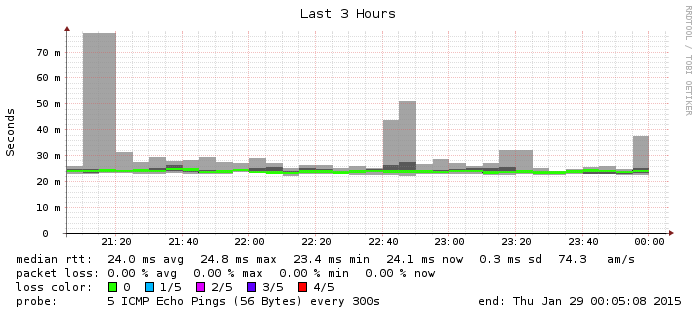 Last 3 Hours
RRDTOOL / TOBI OETIKER
Seconds
70 m
60 m
50 m
40 m
30 m
20 m
10 m
0
21:20 21:40 22:00 22:20 22:40 23:00 23:20 23:40 00:00
median rtt: 24.0 ms avg 24.8 ms max 23.4 ms min 24.1 ms now 0.3 ms sd 74.3 am/s
packet loss: 0.00 % avg 0.00 % max 0.00 % min 0.00 % now
loss color: 0 1/5 2/5 3/5 4/5
probe: 5 ICMP Echo Pings (56 Bytes) every 300s end: Thu Jan 29 00:05:08 2015